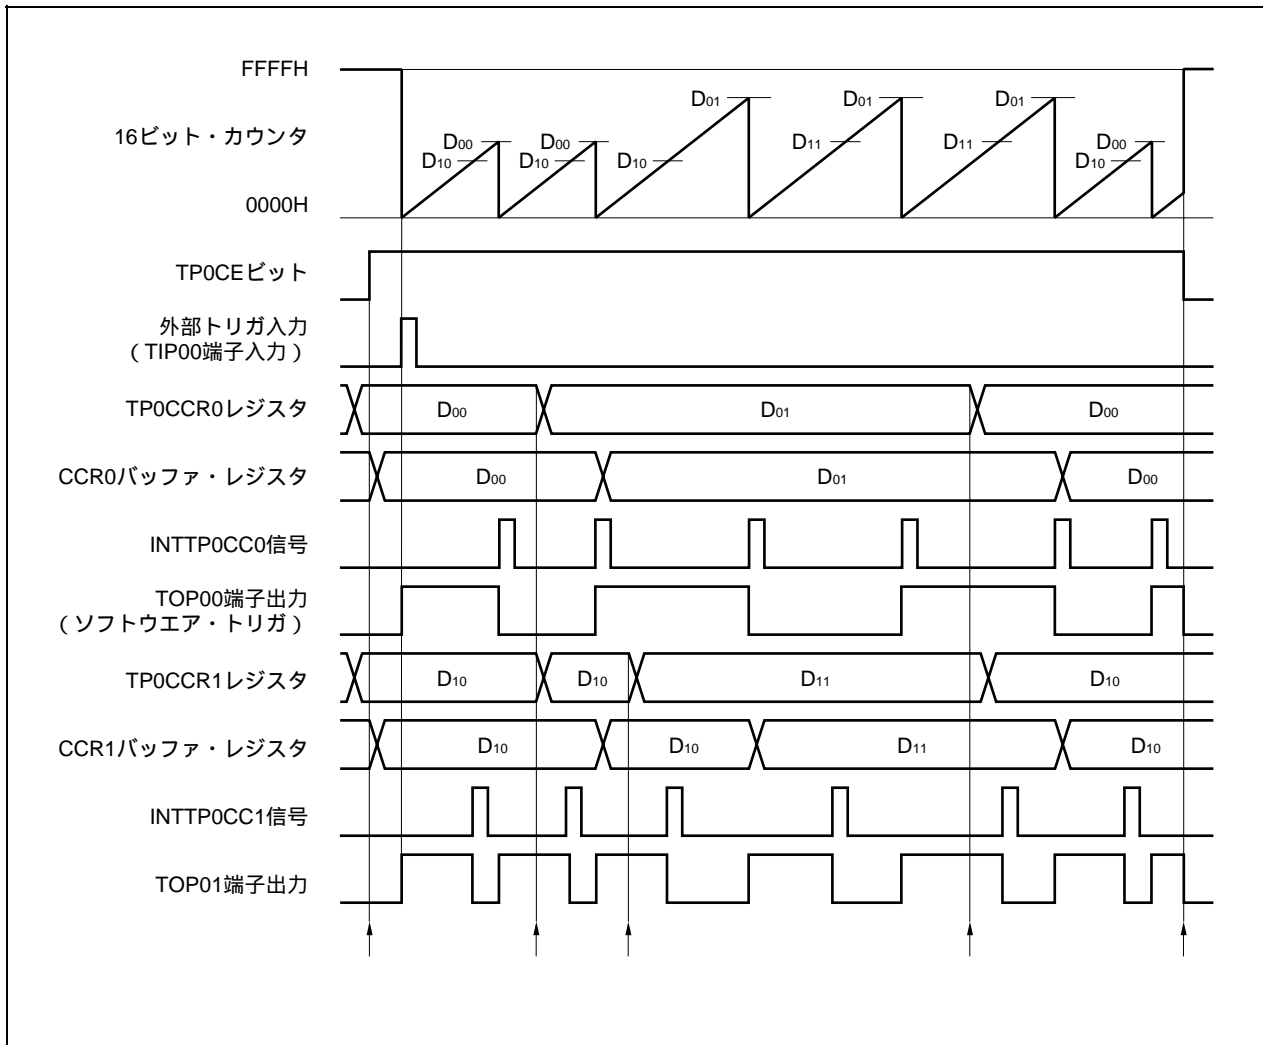 FFFFH
D01 D01 D01
16ビット・カウンタ
D00 D00 D11 D11 D00
D10 D10 D10 D10
0000H
TP0CEビット
外部トリガ入力
(TIP00端子入力)
TP0CCR0レジスタ D00 D01 D00
CCR0バッファ・レジスタ D00 D01 D00
INTTP0CC0信号
TOP00端子出力
(ソフトウエア・トリガ)
TP0CCR1レジスタ D10 D10 D11 D10
CCR1バッファ・レジスタ D10 D10 D11 D10
INTTP0CC1信号
TOP01端子出力